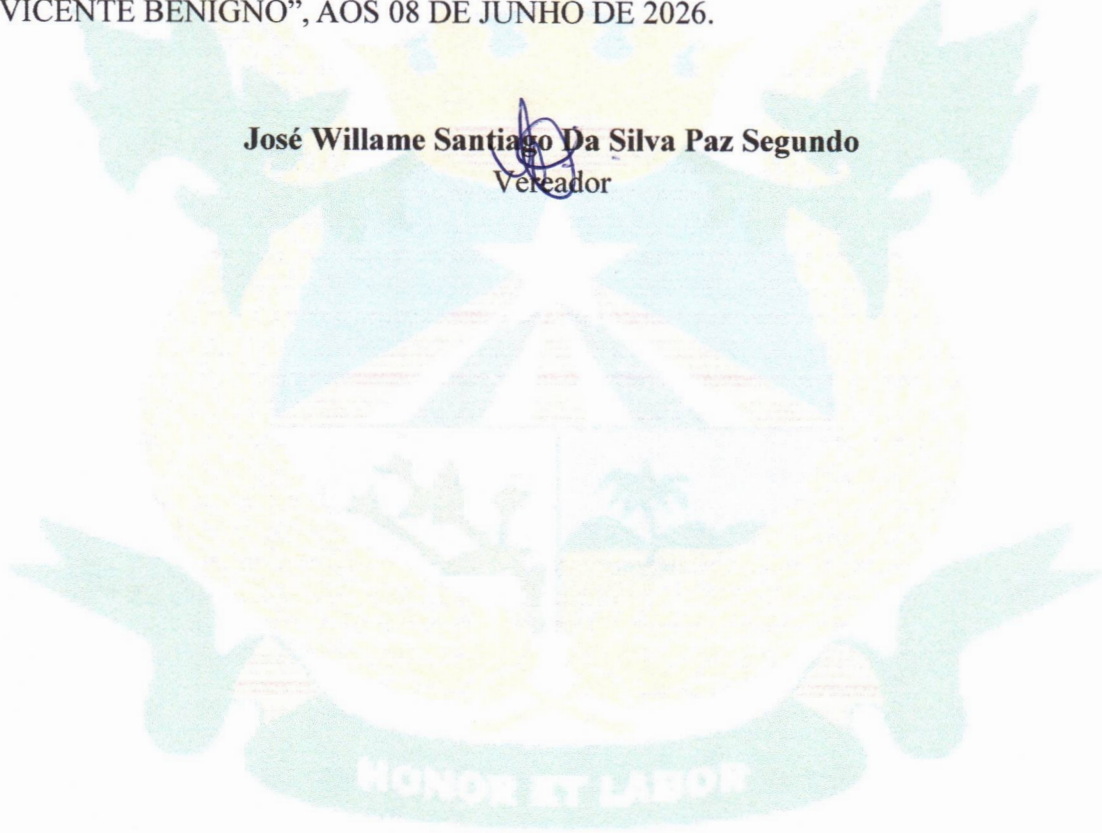 VICENTE BENIGNO”, AOS 08 DE JUNHO DE 2026.
José Willame Santiago Da Silva Paz Segundo
Vereador
HONOR ET LABOR